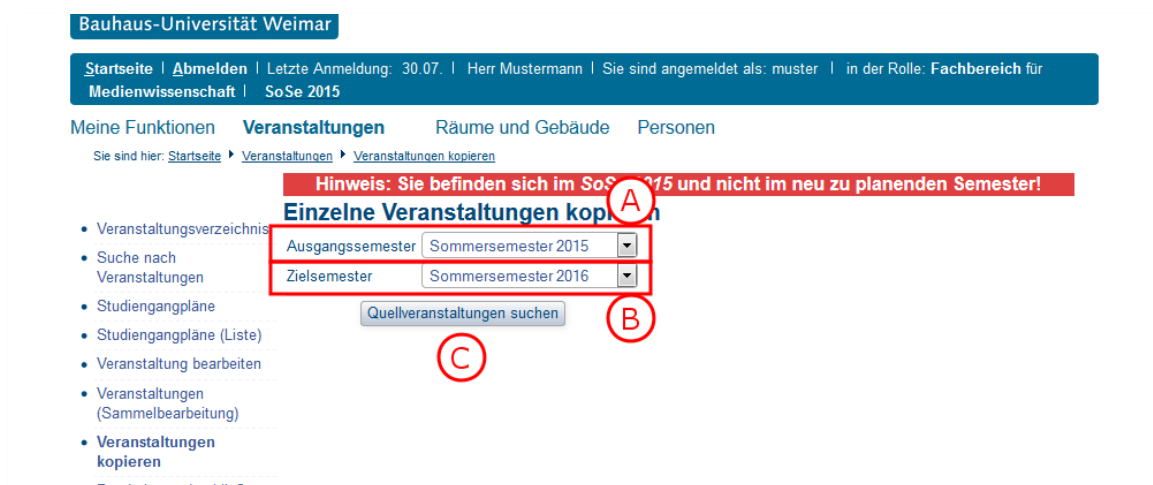 Bauhaus-Universität Weimar
Startseite | Abmelden | Letzte Anmeldung: 30.07. | Herr Mustermann | Sie sind angemeldet als: muster | in der Rolle: Fachbereich für
Medienwissenschaft | SoSe 2015
Meine Funktionen Veranstaltungen Räume und Gebäude Personen
Sie sind hier: Startseite Veranstaltungen Veranstaltungen kopieren
Hinweis: Sie befinden sich im SoSe 2015 und nicht im neu zu planenden Semester!
A
Einzelne Veranstaltungen kopieren
Ausgangssemester Sommersemester 2015
Zielsemester Sommersemester 2016
B
Quellveranstaltungen suchen
C
• Veranstaltungsverzeichnis
• Suche nach
Veranstaltungen
• Studiengangpläne
• Studiengangpläne (Liste)
• Veranstaltung bearbeiten
• Veranstaltungen
(Sammelbearbeitung)
• Veranstaltungen
kopieren